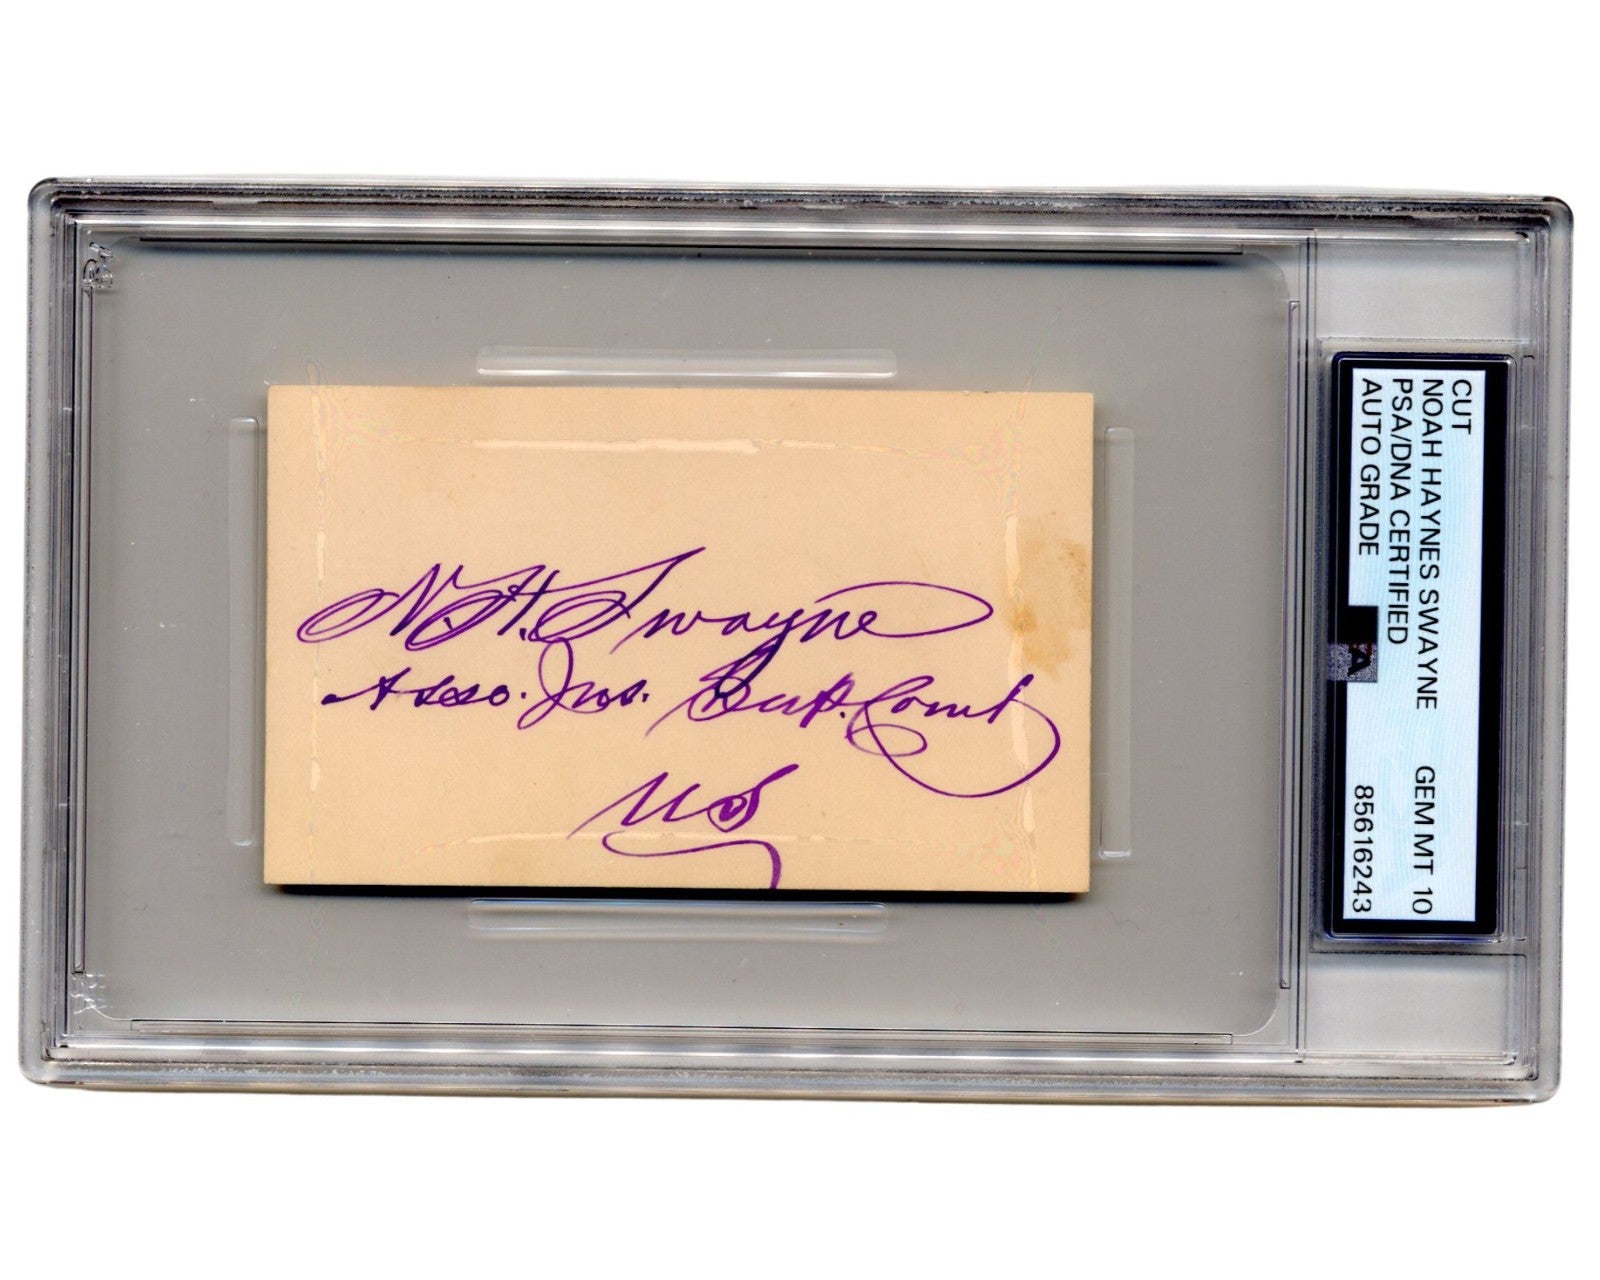 N. H. Swayne
Asso. Jus. Sup. Court
US
CUT
NOAH HAYNES SWAYNE
PSA/DNA CERTIFIED GEM MT 10
AUTO GRADE 85616243